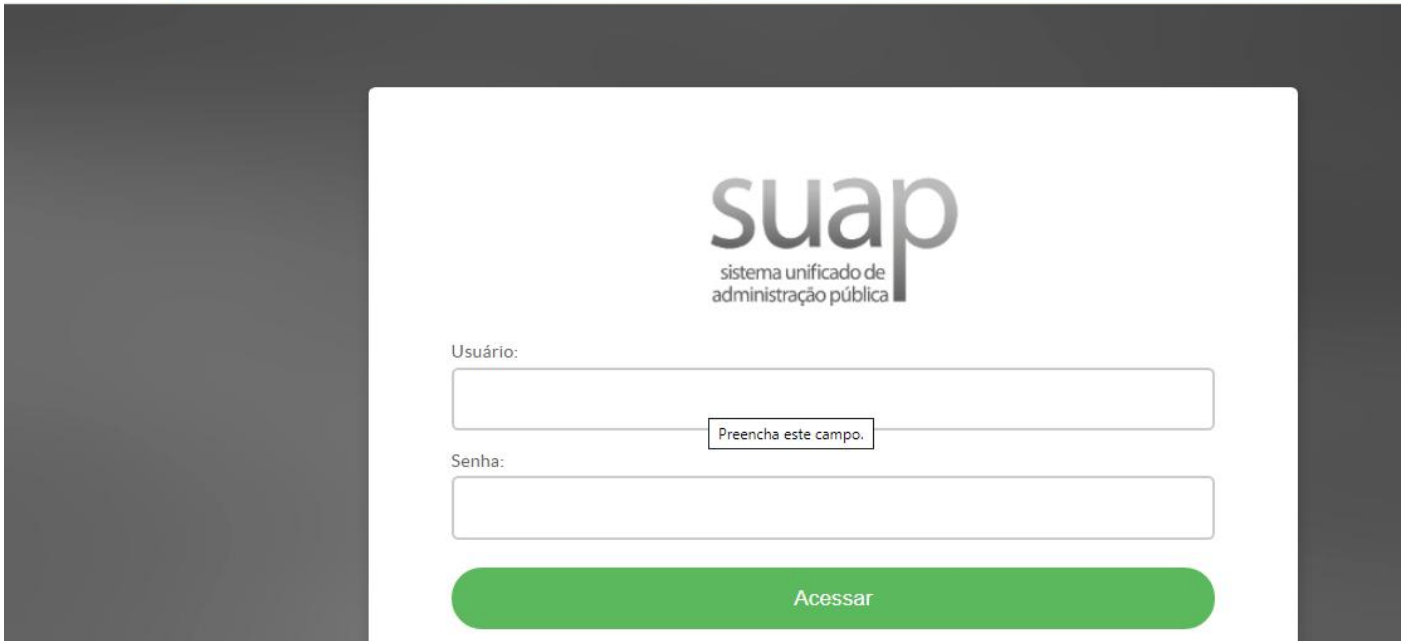 suap
sistema unificado de
administração pública
Usuário:
Preencha este campo.
Senha:
Acessar